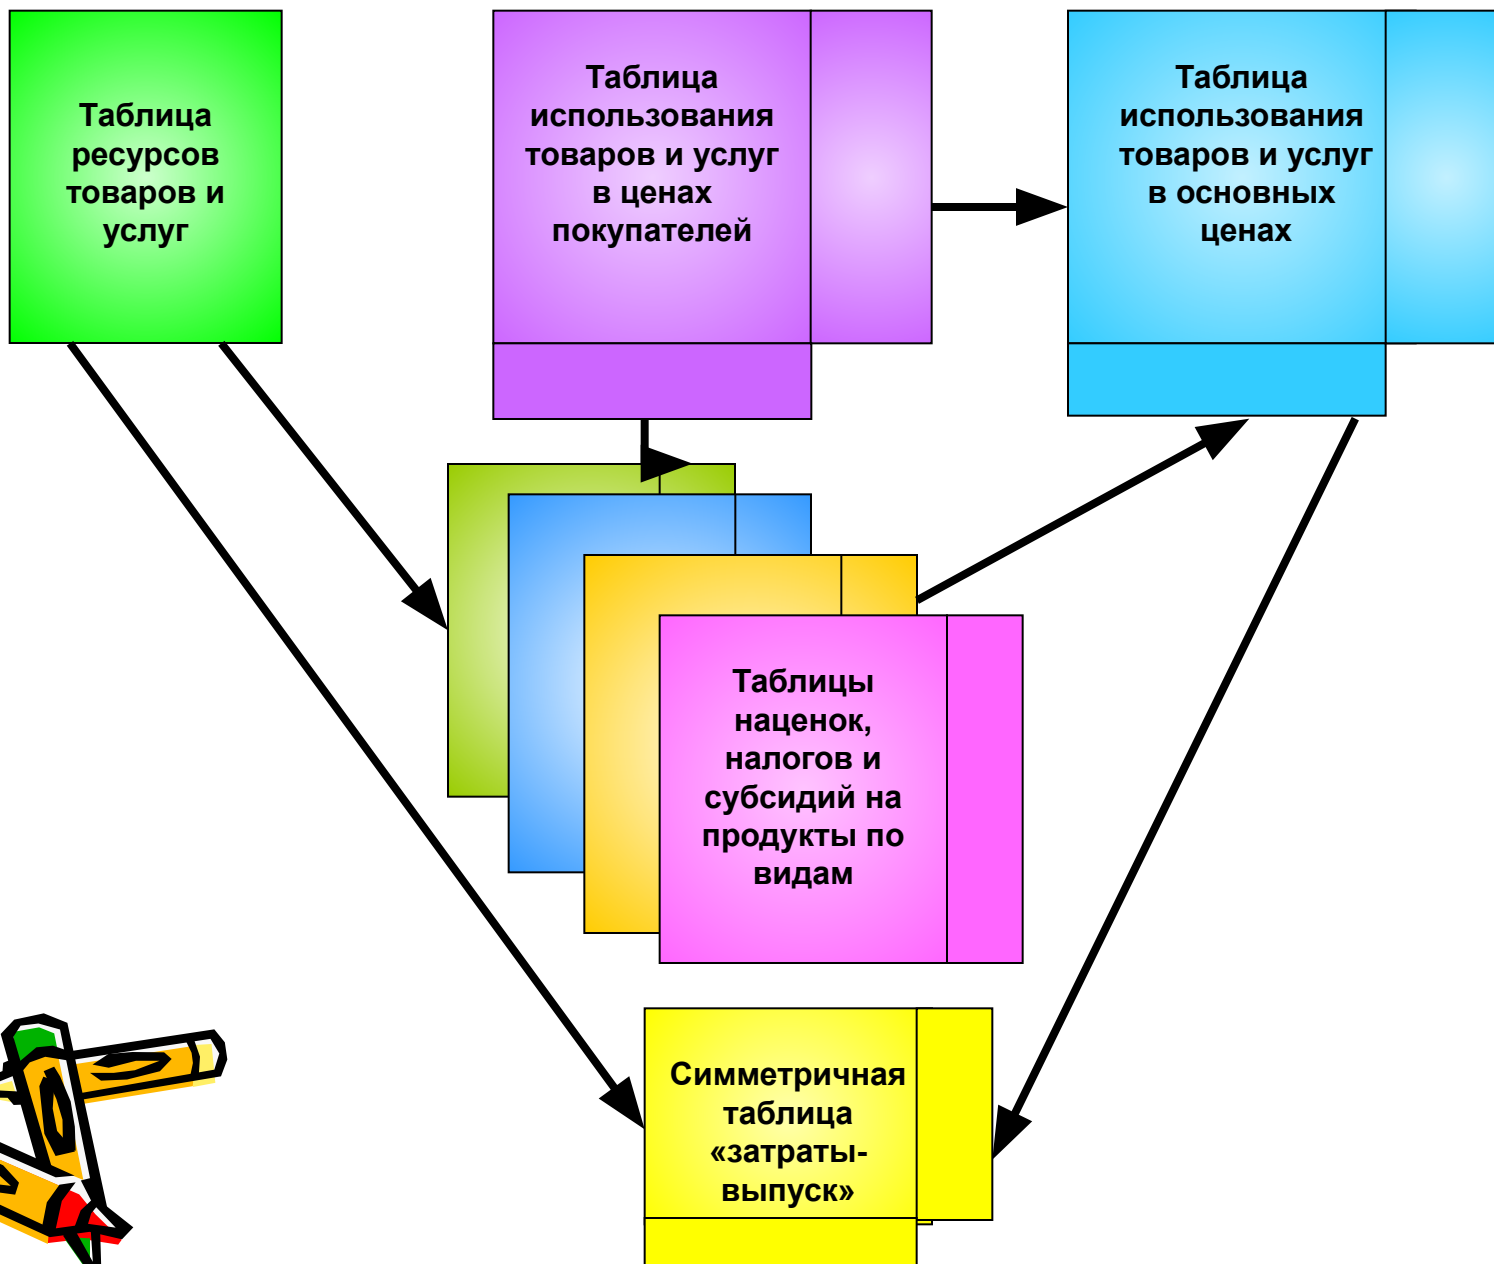 Таблица
ресурсов
товаров и
услуг
Таблица
использования
товаров и услуг
в ценах
покупателей
Таблица
использования
товаров и услуг
в основных
ценах
Таблицы
наценок,
налогов и
субсидий на
продукты по
видам
Симметричная
таблица
«затраты-
выпуск»